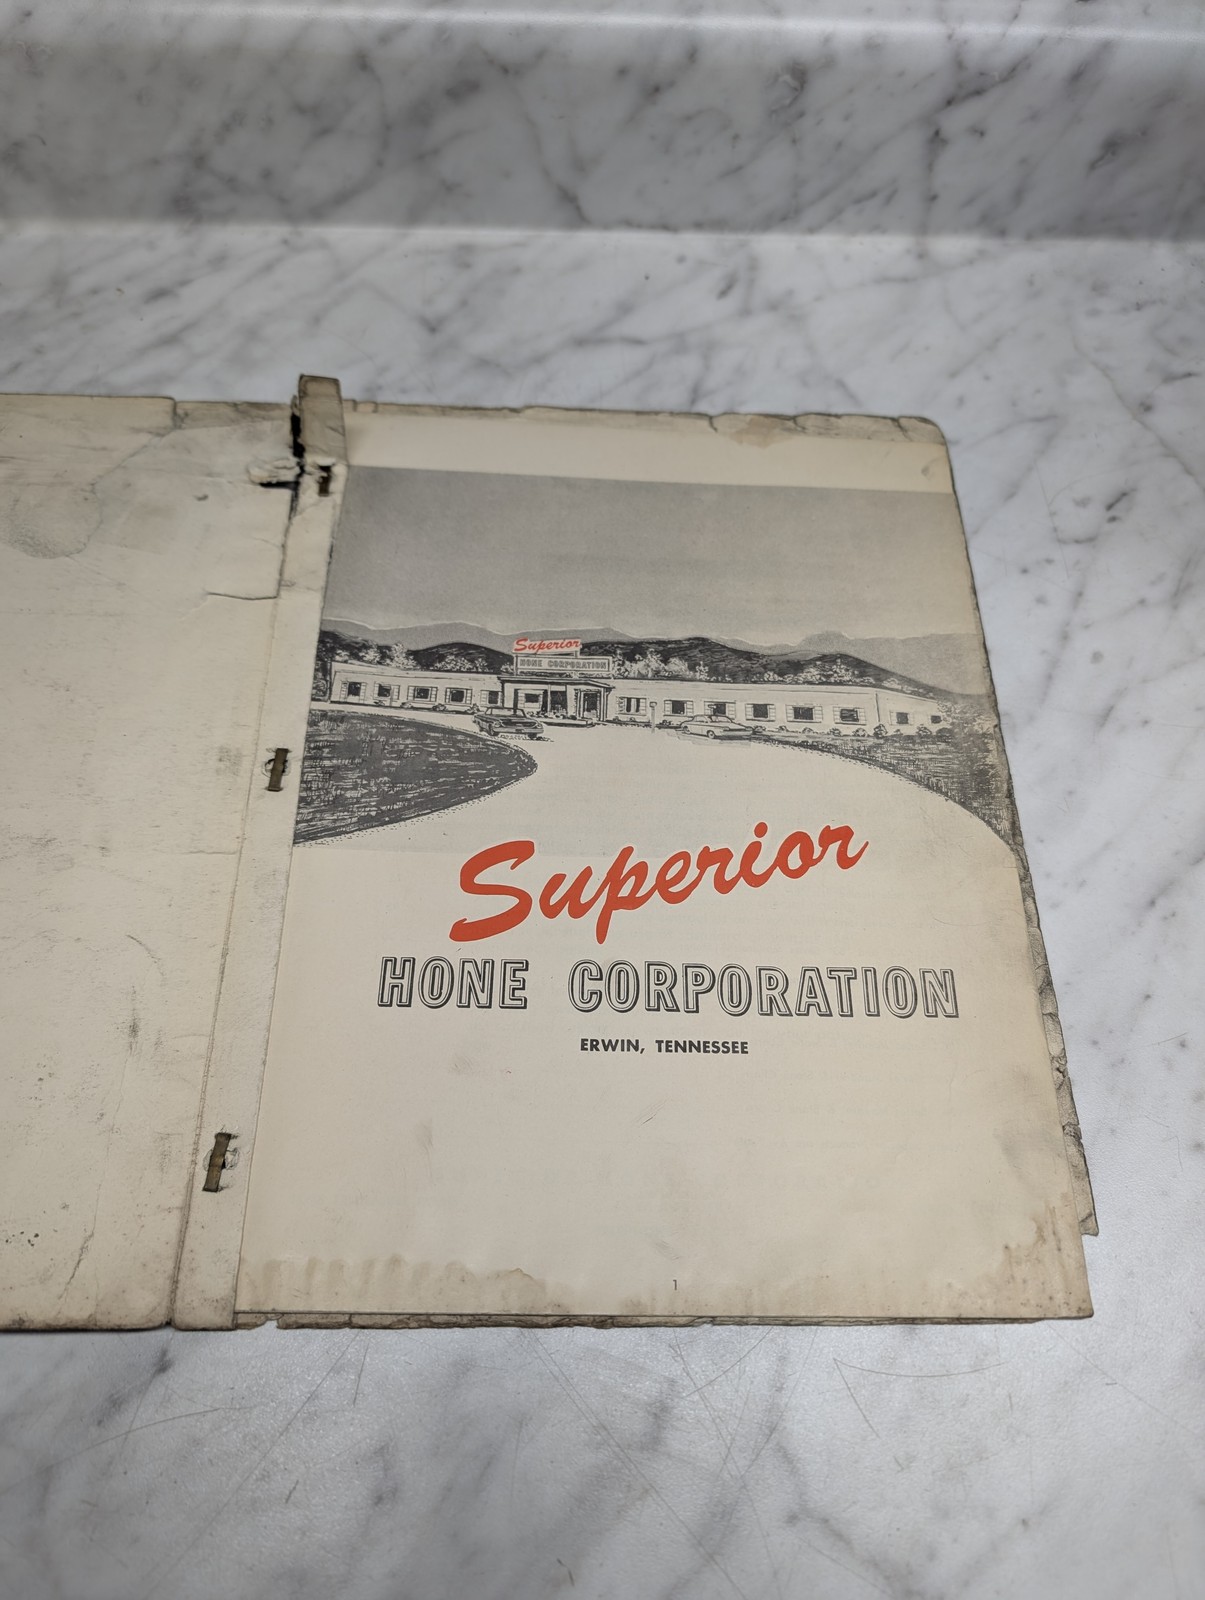 Superior
HONE CORPORATION
Superior
HONE CORPORATION
ERWIN, TENNESSEE
1